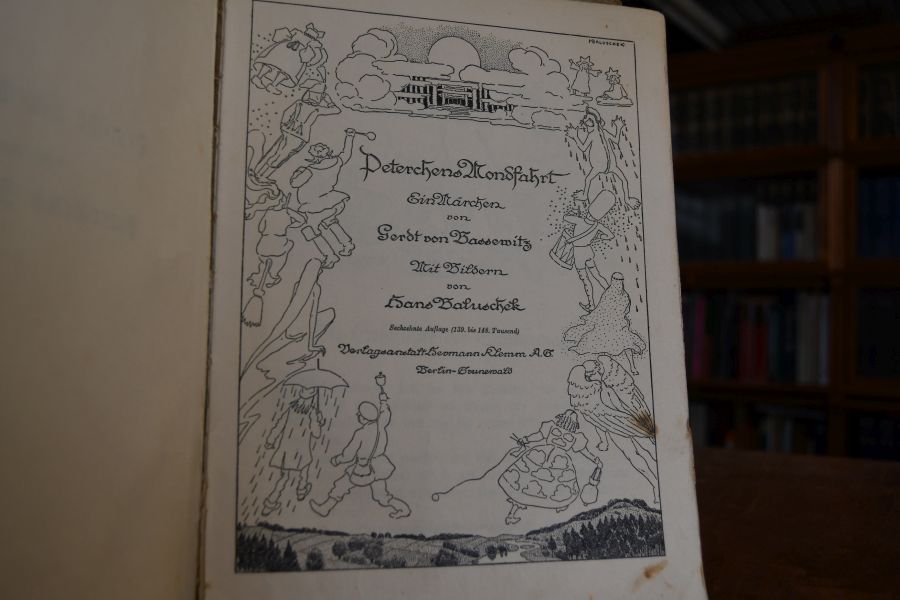 HBALUSCHEK
Peterchens Mondfahrt
Ein Märchen
von
Gerdt von Bassewitz
Mit Bildern
von
Hans Baluschek
Sechzehnte Auflage (139. bis 148. Tausend)
Verlagsanstalt Hermann Klemm A. G.
Berlin-Grunewald